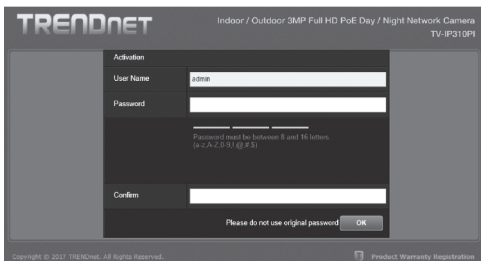 TRENDNET
Indoor / Outdoor 3MP Full HD PoE Day / Night Network Camera
TV-IP310PI
Activation
User Name
admin
Password
Password must be between 8 and 16 letters.
(a-z,A-Z,0-9,!,@,#,$)
Confirm
Please do not use original password
OK
Copyright © 2017 TRENDnet. All Rights Reserved.
Product Warranty Registration